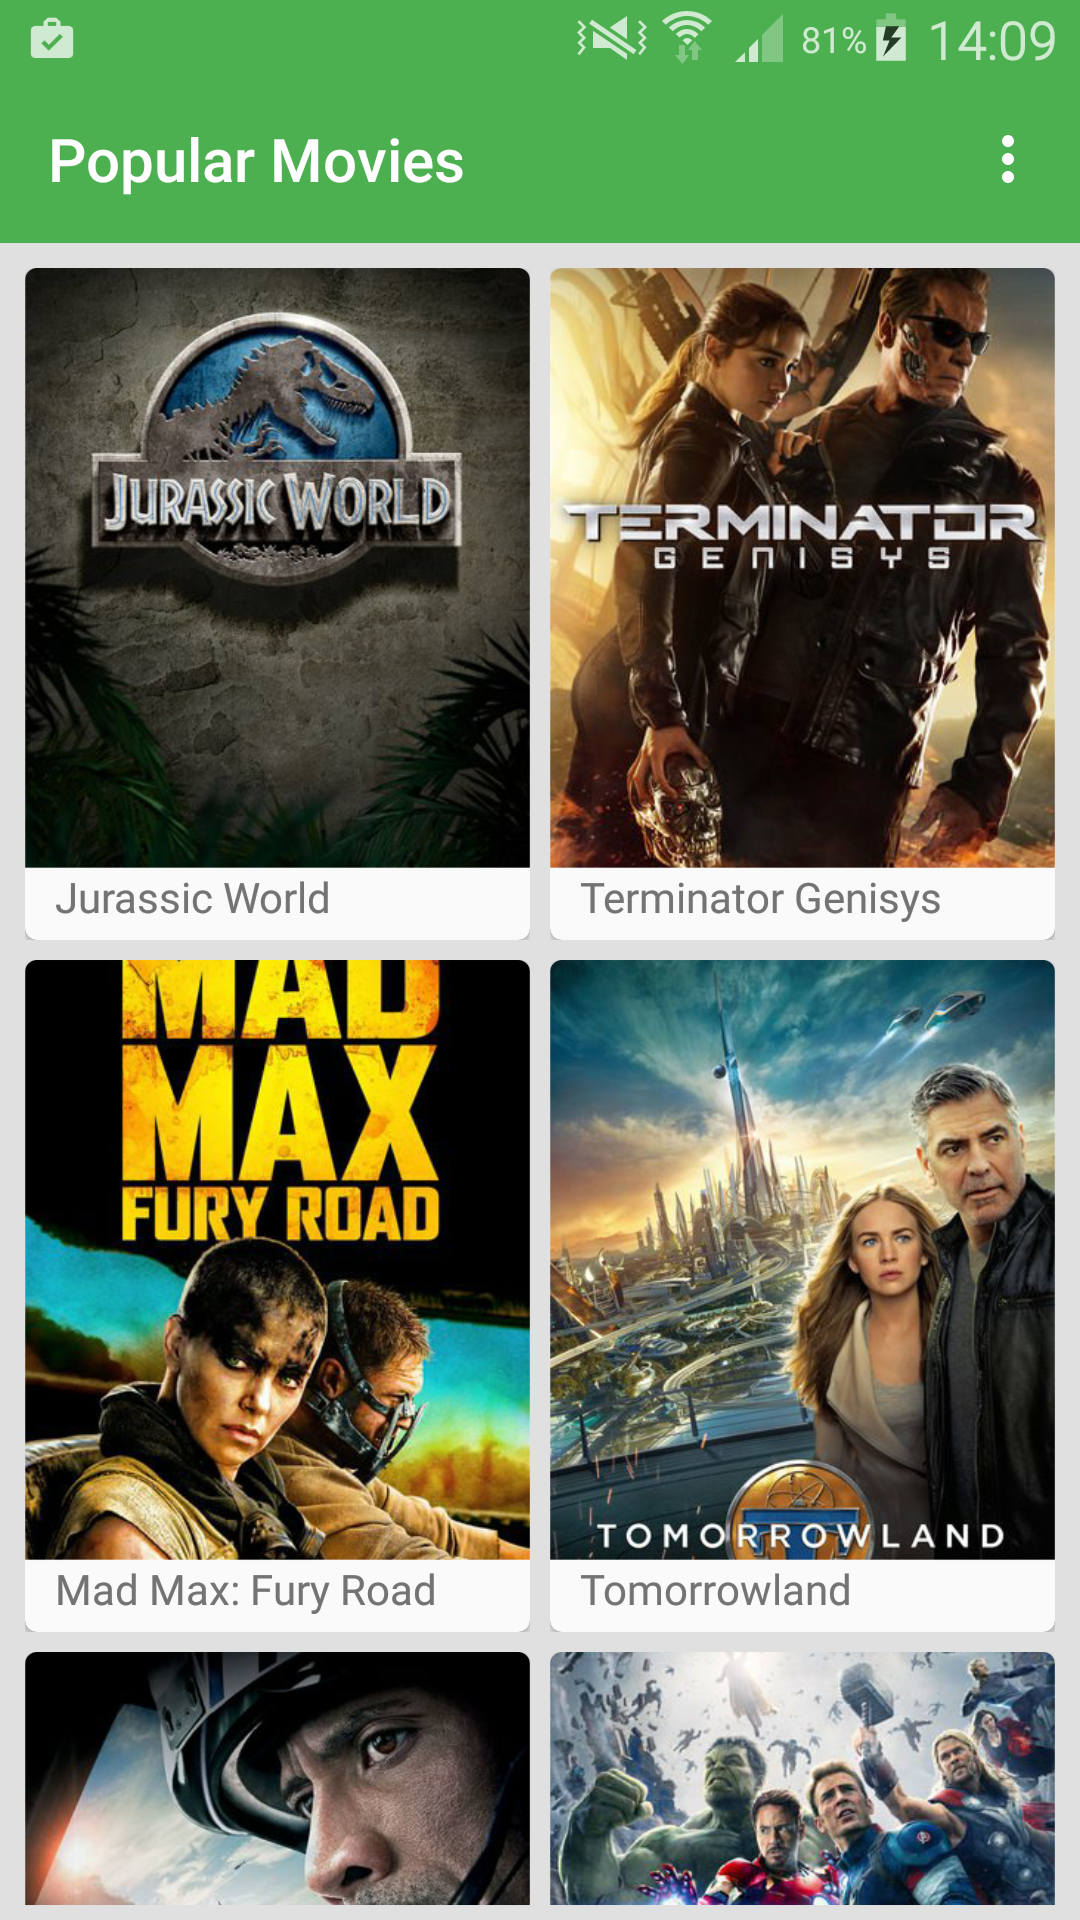 81% 14:09
Popular Movies
JURASSIC WORLD
TERMINATOR
GENISYS
Jurassic World
Terminator Genisys
MAD
MAX
FURY ROAD
TOMORROWLAND
Mad Max: Fury Road
Tomorrowland